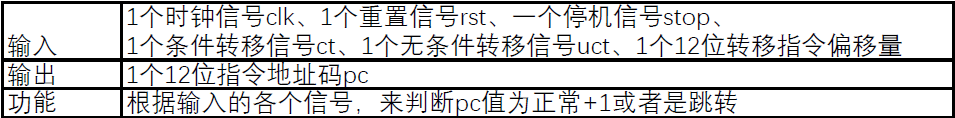 输入
1个时钟信号clk、1个重置信号rst、一个停机信号stop、
1个条件转移信号ct、1个无条件转移信号uct、1个12位转移指令偏移量
输出
1个12位指令地址码pc
功能
根据输入的各个信号，来判断pc值为正常+1或者是跳转